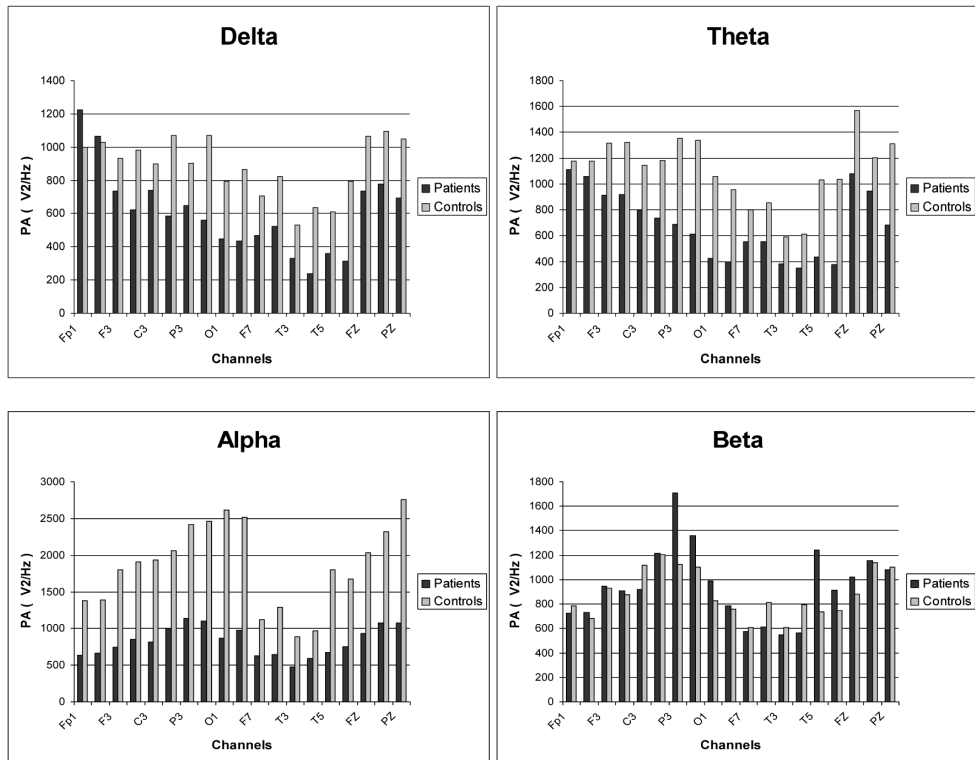 Delta
1400
1200
1000
800
600
400
200
0
PA ( V2/Hz )
Fp1 F3 C3 P3 O1 F7 T3 T5 FZ PZ
Channels
Patients
Controls
Theta
1800
1600
1400
1200
1000
800
600
400
200
0
PA ( V2/Hz )
Fp1 F3 C3 P3 O1 F7 T3 T5 FZ PZ
Channels
Patients
Controls
Alpha
3000
2500
2000
1500
1000
500
0
PA ( V2/Hz)
Fp1 F3 C3 P3 O1 F7 T3 T5 FZ PZ
Channels
Patients
Controls
Beta
1800
1600
1400
1200
1000
800
600
400
200
0
PA ( V2/Hz)
Fp1 F3 C3 P3 O1 F7 T3 T5 FZ PZ
Channels
Patients
Controls